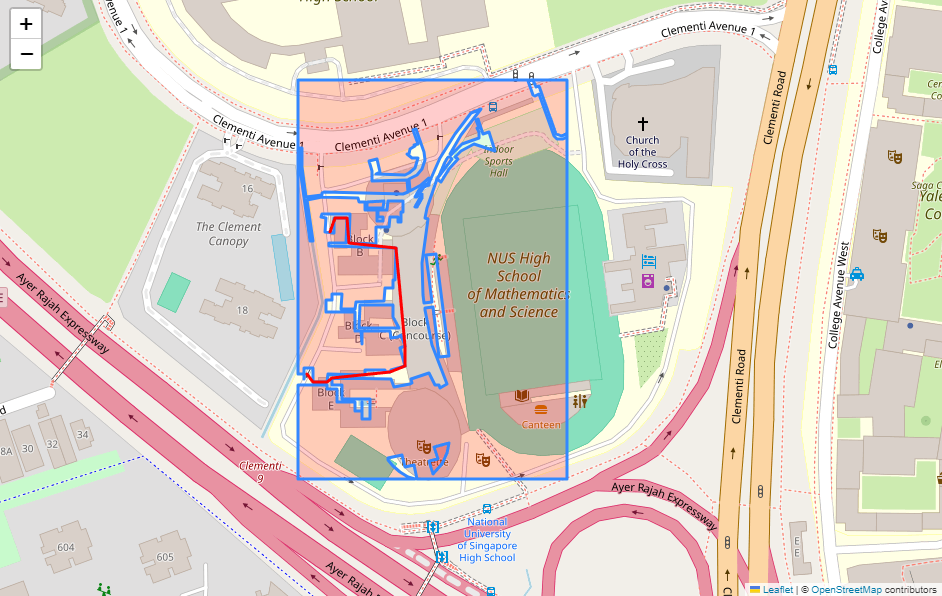 +
−
High School
Clementi Avenue 1
Clementi Avenue 1
Clementi Avenue 1
College Av
Clementi Road
Church
of the
Holy Cross
Indoor
Sports
Hall
16
The Clement
Canopy
18
Block
B
NUS High
School
of Mathematics
and Science
Block
C (Concourse)
Block
D
Block
E
Canteen
Theatrette
Saga C
Yale
Co
College Avenue West
Clementi Road
Ayer Rajah Expressway
E
Clementi
9
30
32
34
604
605
National
University
of Singapore
High School
Ayer Rajah Expressway
Ayer Raja
E
E
Leaflet | © OpenStreetMap contributors